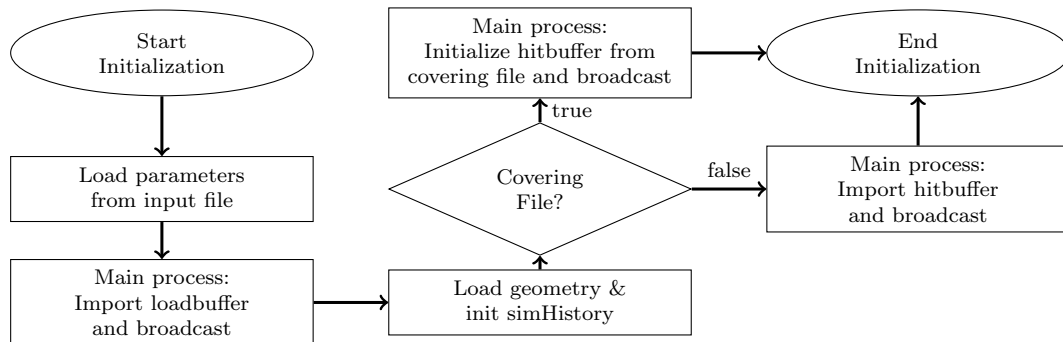 Start
Initialization
Load parameters
from input file
Main process:
Import loadbuffer
and broadcast
Load geometry &
init simHistory
Covering
File?
true
Main process:
Initialize hitbuffer from
covering file and broadcast
false
Main process:
Import hitbuffer
and broadcast
End
Initialization